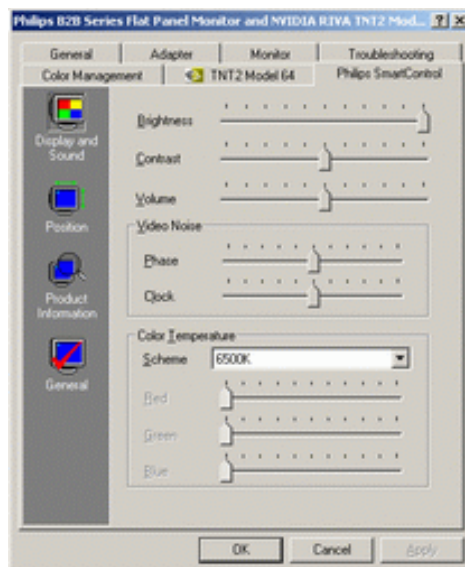 Philips B2B Series Flat Panel Monitor and NVIDIA RIVA TNT2 Mod...
General Adapter Monitor Troubleshooting
Color Management TNT2 Model 64 Philips SmartControl
Display and
Sound
Position
Product
Information
General
Brightness
Contrast
Volume
Video Noise
Phase
Clock
Color Temperature
Scheme 6500K
Red
Green
Blue
OK Cancel Apply